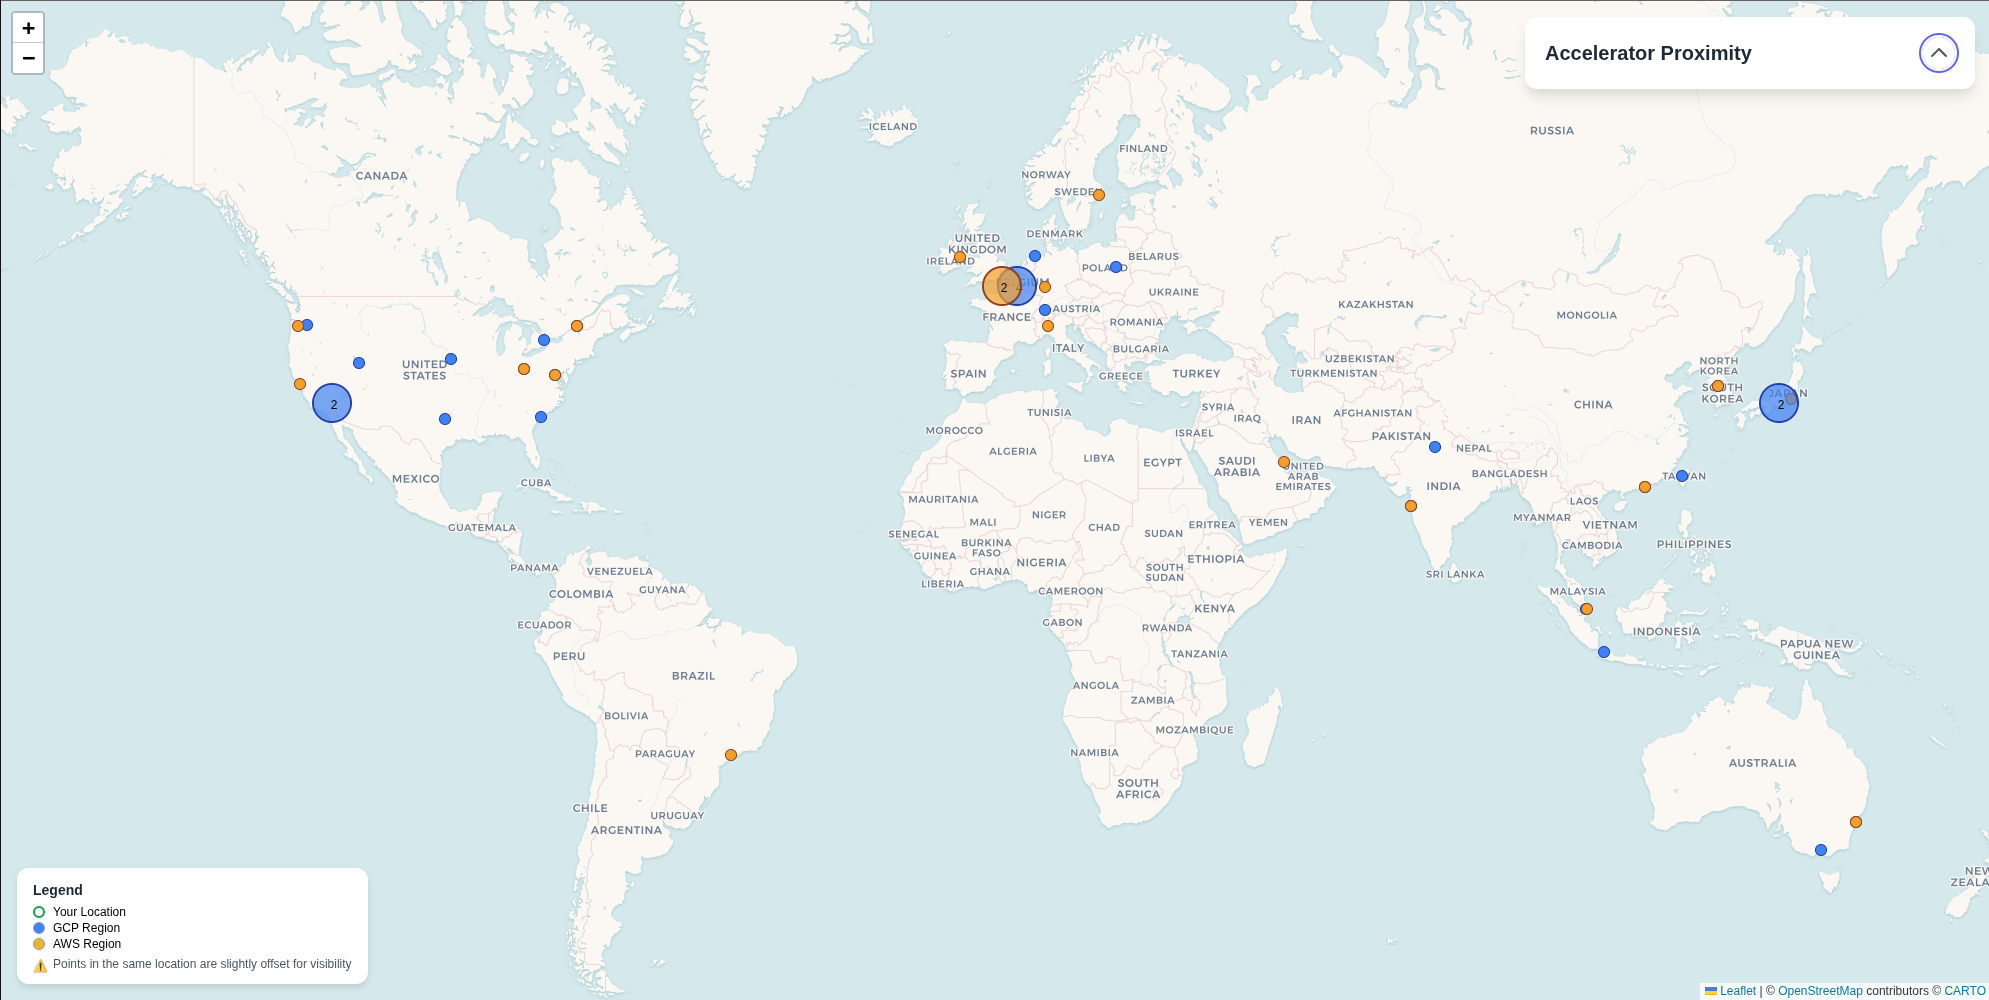 +
−
Accelerator Proximity
ICELAND
RUSSIA
FINLAND
NORWAY
SWEDEN
CANADA
UNITED
KINGDOM
DENMARK
IRELAND
BELARUS
POLAND
2
UKRAINE
KAZAKHSTAN
FRANCE
AUSTRIA
MONGOLIA
ROMANIA
ITALY
BULGARIA
UZBEKISTAN
NORTH
KOREA
UNITED
STATES
SPAIN
GREECE
TURKEY
TURKMENISTAN
SOUTH
KOREA
JAPAN
2
2
CHINA
TUNISIA
SYRIA
IRAQ
IRAN
AFGHANISTAN
MOROCCO
ISRAEL
PAKISTAN
NEPAL
ALGERIA
LIBYA
EGYPT
SAUDI
ARABIA
UNITED
ARAB
EMIRATES
BANGLADESH
TAIWAN
MEXICO
CUBA
INDIA
MAURITANIA
LAOS
GUATEMALA
MALI
NIGER
CHAD
SUDAN
ERITREA
YEMEN
MYANMAR
VIETNAM
SENEGAL
BURKINA
FASO
CAMBODIA
PHILIPPINES
GUINEA
NIGERIA
ETHIOPIA
PANAMA
VENEZUELA
GHANA
SOUTH
SUDAN
SRI LANKA
LIBERIA
CAMEROON
COLOMBIA
GUYANA
MALAYSIA
KENYA
ECUADOR
GABON
RWANDA
INDONESIA
PERU
TANZANIA
PAPUA NEW
GUINEA
BRAZIL
ANGOLA
ZAMBIA
BOLIVIA
MOZAMBIQUE
PARAGUAY
NAMIBIA
AUSTRALIA
SOUTH
AFRICA
CHILE
URUGUAY
ARGENTINA
NEW
ZEALA
Legend
Your Location
GCP Region
AWS Region
Points in the same location are slightly offset for visibility
Leaflet | © OpenStreetMap contributors © CARTO